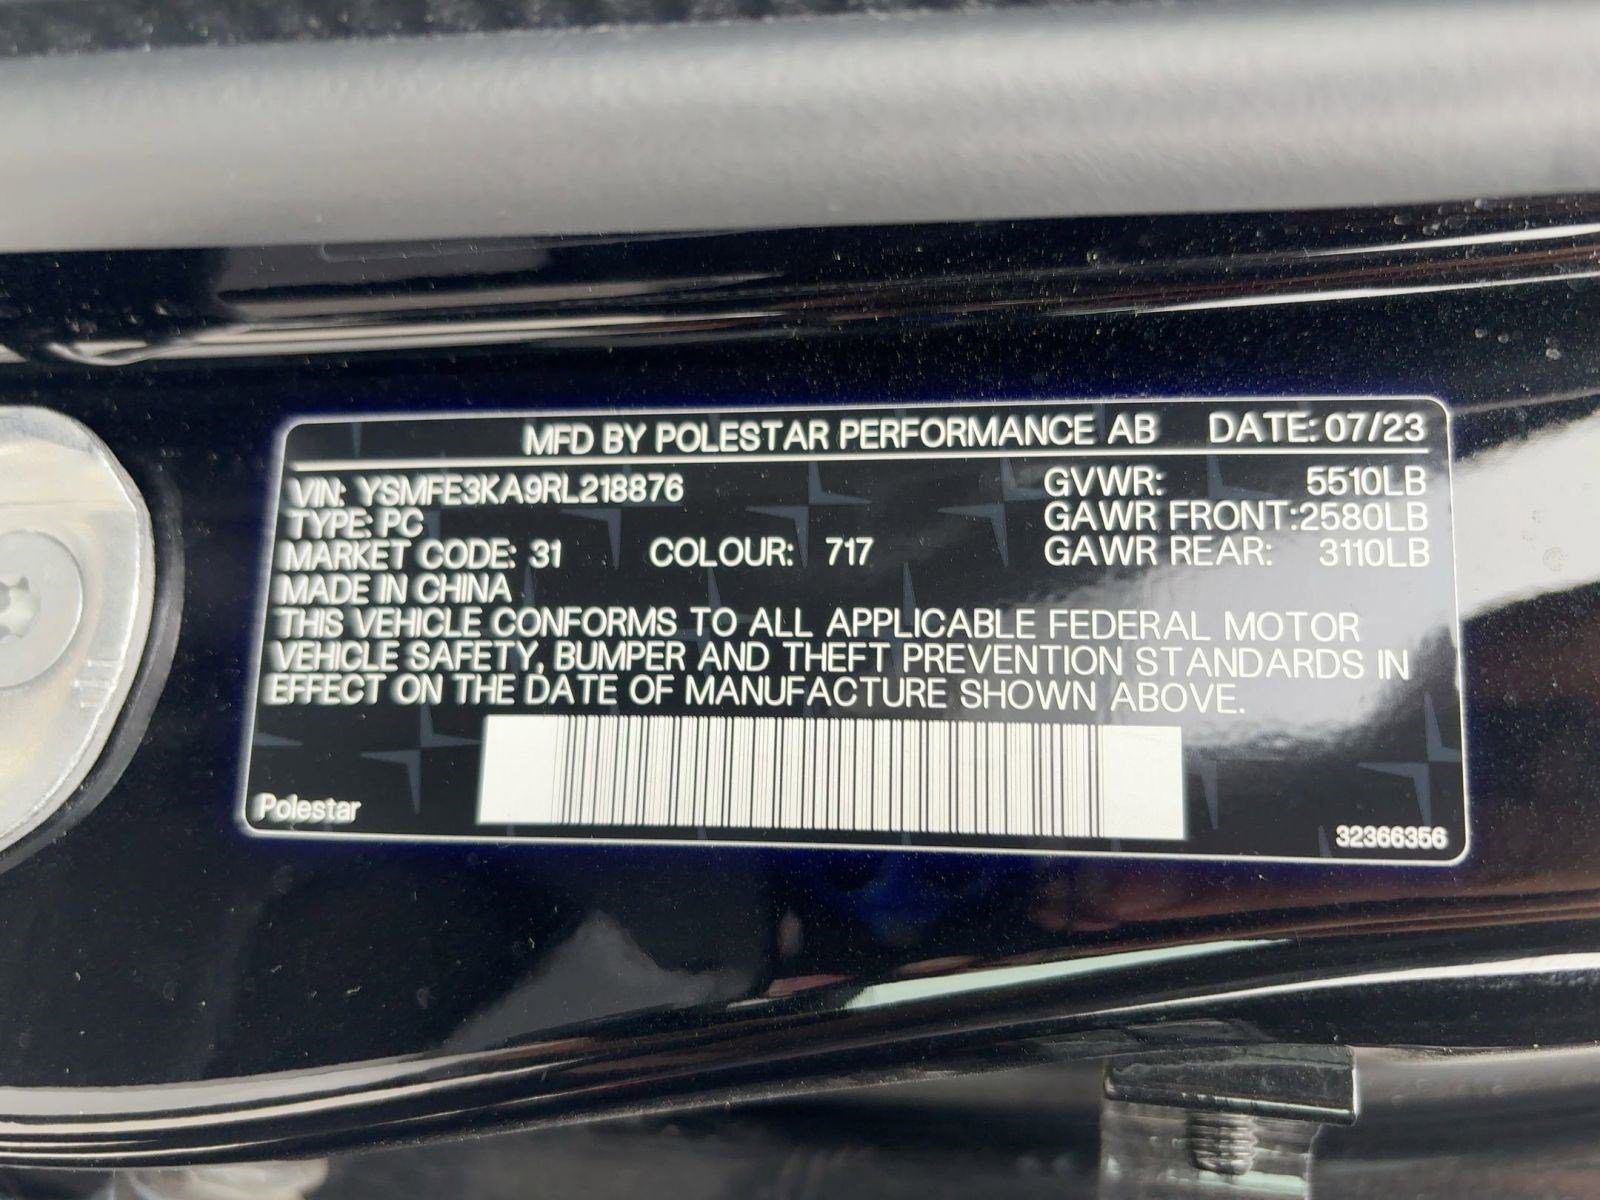 MFD BY POLESTAR PERFORMANCE AB DATE: 07/23
VIN: YSMFE3KA9RL218876 GVWR: 5510LB
TYPE: PC GAWR FRONT:2580LB
MARKET CODE: 31 COLOUR: 717 GAWR REAR: 3110LB
MADE IN CHINA
THIS VEHICLE CONFORMS TO ALL APPLICABLE FEDERAL MOTOR
VEHICLE SAFETY, BUMPER AND THEFT PREVENTION STANDARDS IN
EFFECT ON THE DATE OF MANUFACTURE SHOWN ABOVE.
Polestar 32366356